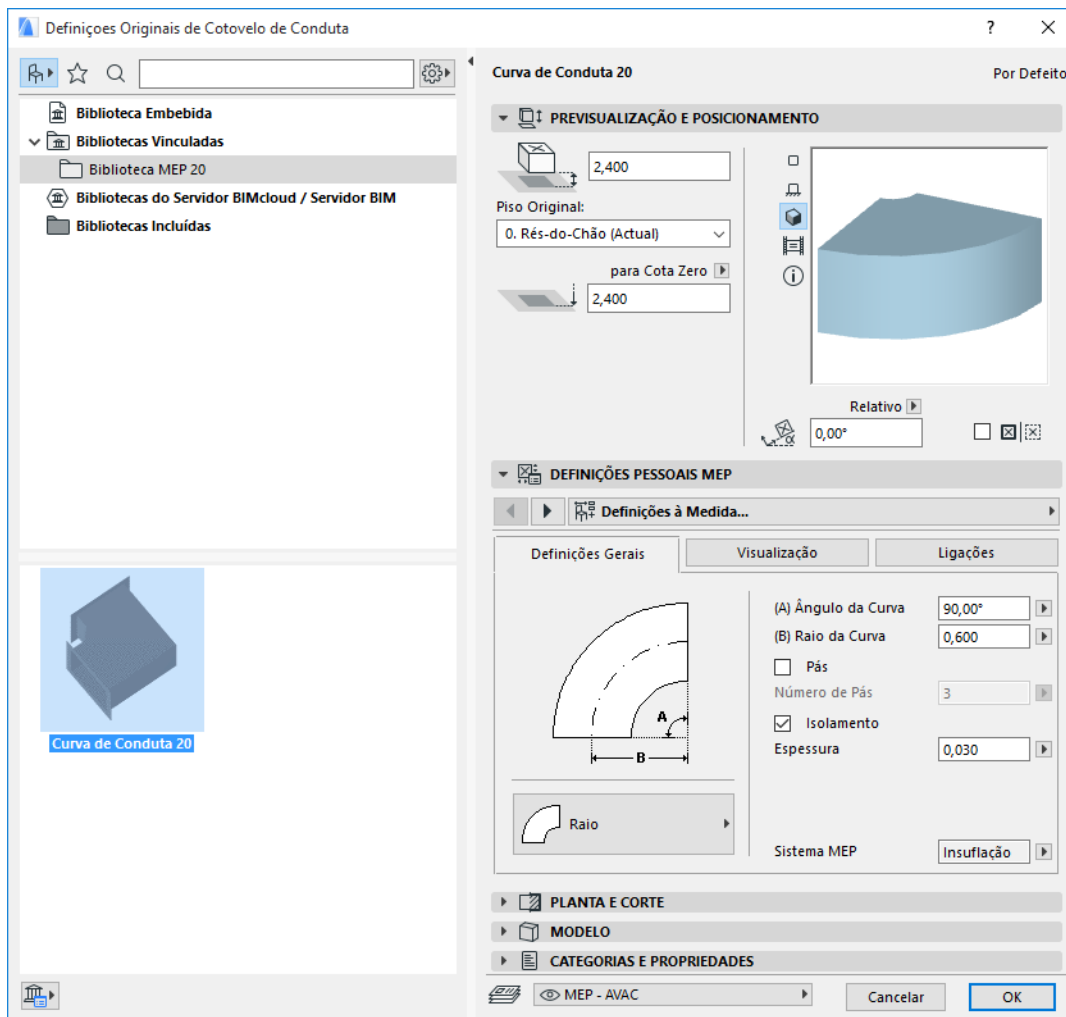 Definiçoes Originais de Cotovelo de Conduta
?
Biblioteca Embebida
Bibliotecas Vinculadas
Biblioteca MEP 20
Bibliotecas do Servidor BIMcloud / Servidor BIM
Bibliotecas Incluídas
Curva de Conduta 20
Curva de Conduta 20
Por Defeito
PREVISUALIZAÇÃO E POSICIONAMENTO
2,400
Piso Original:
0. Rés-do-Chão (Actual)
para Cota Zero
2,400
Relativo
α
0,00°
DEFINIÇÕES PESSOAIS MEP
Definições à Medida...
Definições Gerais
Visualização
Ligações
A
B
Raio
(A) Ângulo da Curva
90,00°
(B) Raio da Curva
0,600
Pás
Número de Pás
3
Isolamento
Espessura
0,030
Sistema MEP
Insuflação
PLANTA E CORTE
MODELO
CATEGORIAS E PROPRIEDADES
MEP - AVAC
Cancelar
OK